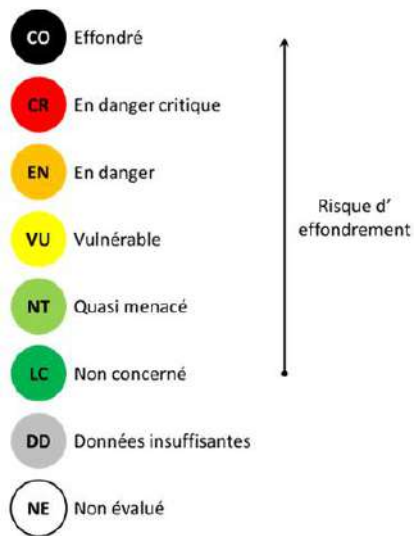 CO Effondré
CR En danger critique
EN En danger
VU Vulnérable
NT Quasi menacé
LC Non concerné
DD Données insuffisantes
NE Non évalué
Risque d'
effondrement